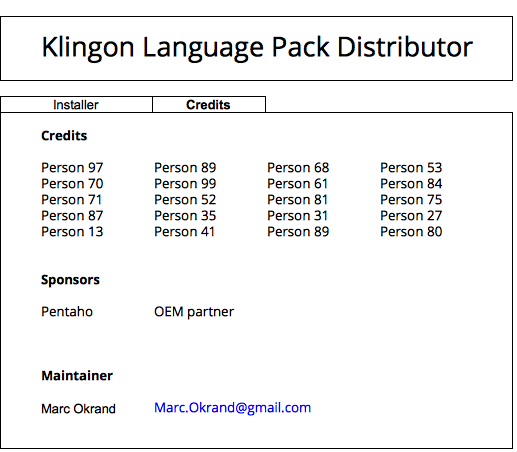 Klingon Language Pack Distributor
Installer Credits
Credits
Person 97 Person 89 Person 68 Person 53
Person 70 Person 99 Person 61 Person 84
Person 71 Person 52 Person 81 Person 75
Person 87 Person 35 Person 31 Person 27
Person 13 Person 41 Person 89 Person 80
Sponsors
Pentaho OEM partner
Maintainer
Marc Okrand Marc.Okrand@gmail.com